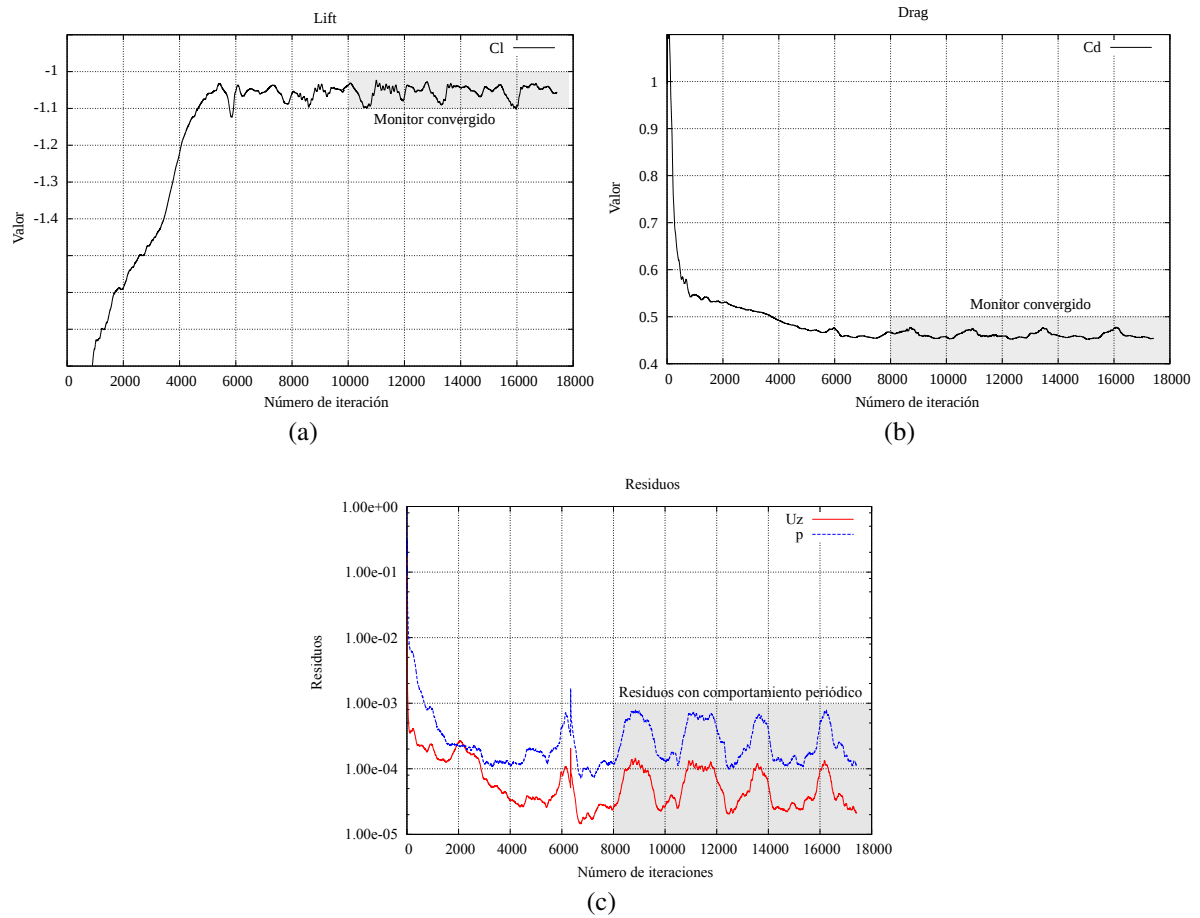 Lift
Cl
-1
-1.1
-1.2
-1.3
-1.4
Valor
Monitor convergido
0 2000 4000 6000 8000 10000 12000 14000 16000 18000
Número de iteración
(a)
Drag
Cd
1
0.9
0.8
0.7
0.6
0.5
0.4
Valor
Monitor convergido
0 2000 4000 6000 8000 10000 12000 14000 16000 18000
Número de iteración
(b)
Residuos
Uz
p
1.00e+00
1.00e-01
1.00e-02
1.00e-03
1.00e-04
1.00e-05
Residuos
Residuos con comportamiento periódico
0 2000 4000 6000 8000 10000 12000 14000 16000 18000
Número de iteraciones
(c)